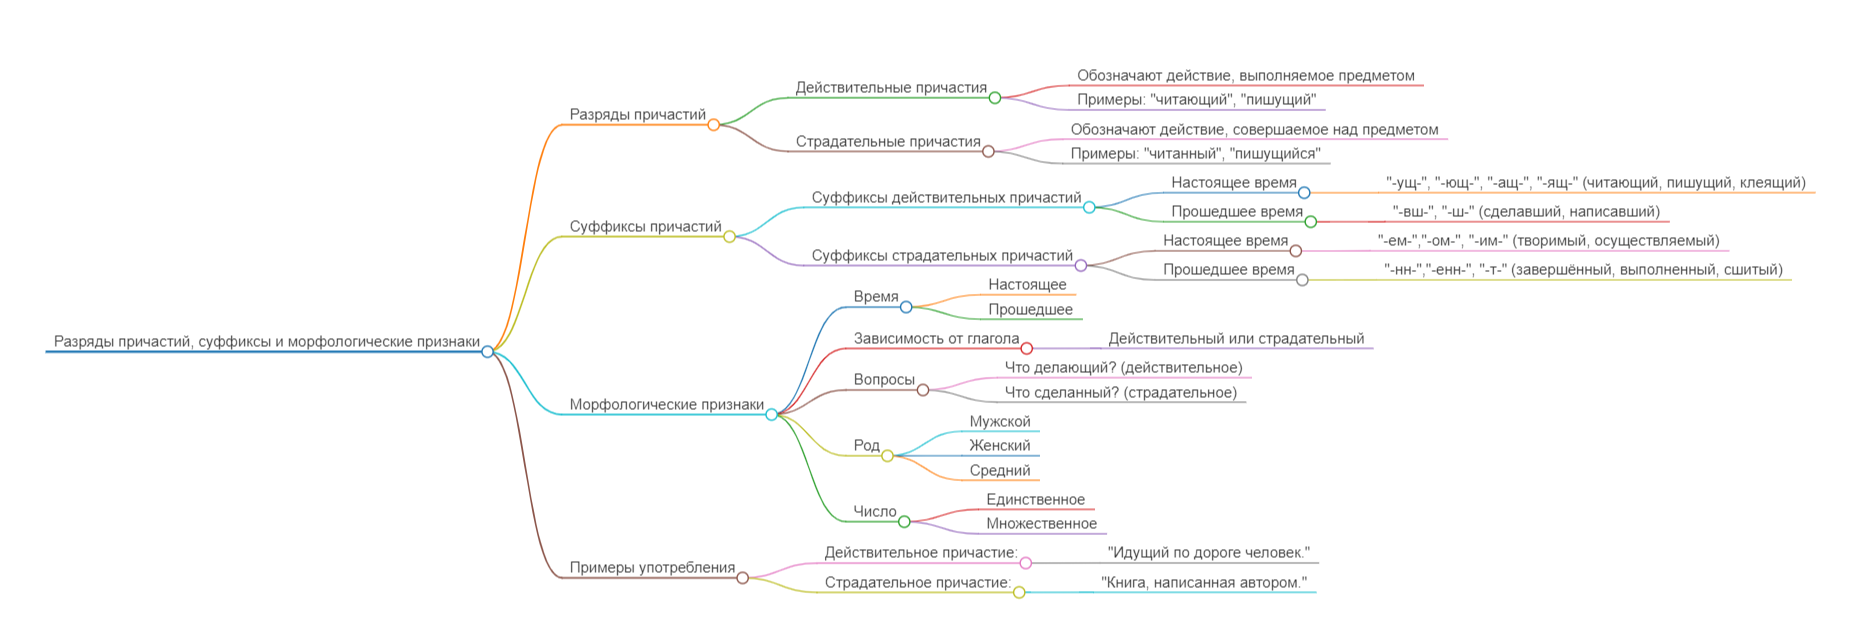 Разряды причастий, суффиксы и морфологические признаки
Разряды причастий
Действительные причастия
Обозначают действие, выполняемое предметом
Примеры: "читающий", "пишущий"
Страдательные причастия
Обозначают действие, совершаемое над предметом
Примеры: "читанный", "пишущийся"
Суффиксы причастий
Суффиксы действительных причастий
Настоящее время
"-ущ-", "-ющ-", "-ащ-", "-ящ-" (читающий, пишущий, клеящий)
Прошедшее время
"-вш-", "-ш-" (сделавший, написавший)
Суффиксы страдательных причастий
Настоящее время
"-ем-","-ом-", "-им-" (творимый, осуществляемый)
Прошедшее время
"-нн-","-енн-", "-т-" (завершённый, выполненный, сшитый)
Морфологические признаки
Время
Настоящее
Прошедшее
Зависимость от глагола
Действительный или страдательный
Вопросы
Что делающий? (действительное)
Что сделанный? (страдательное)
Род
Мужской
Женский
Средний
Число
Единственное
Множественное
Примеры употребления
Действительное причастие:
"Идущий по дороге человек."
Страдательное причастие:
"Книга, написанная автором."